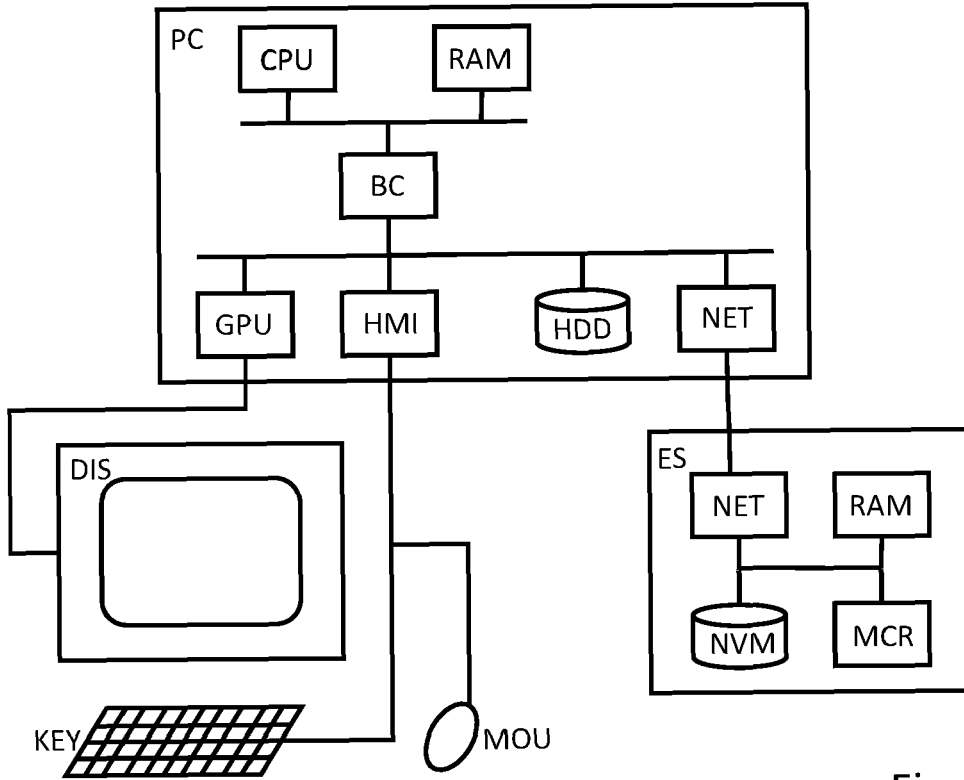 PC
CPU
RAM
BC
GPU
HMI
HDD
NET
DIS
ES
NET
RAM
NVM
MCR
KEY
MOU